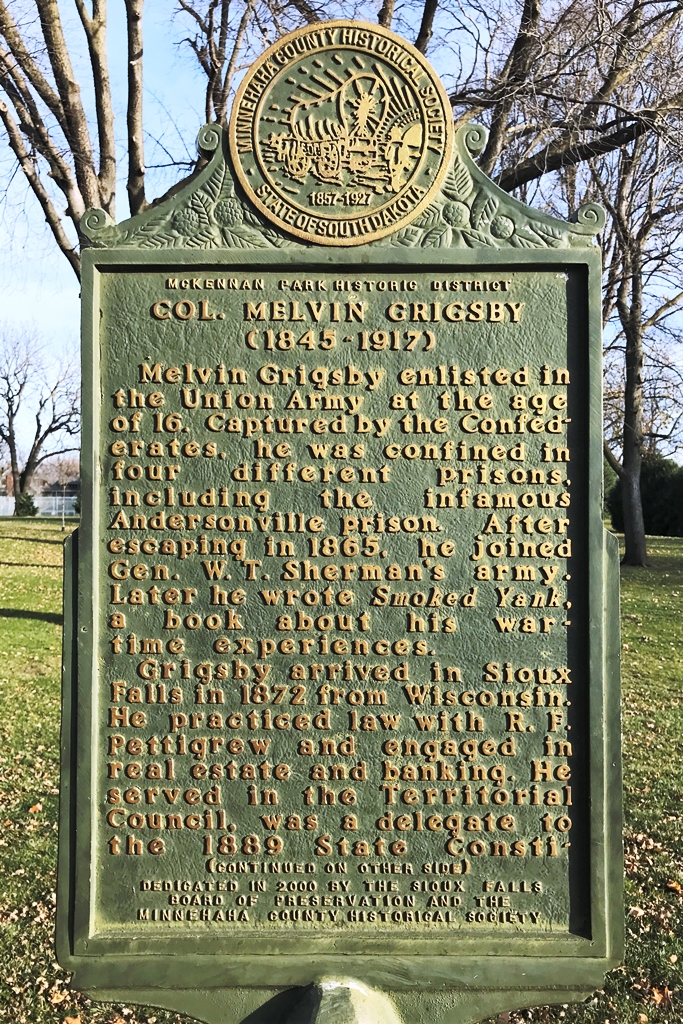 MINNEHAHA COUNTY HISTORICAL SOCIETY
1857-1927
STATE OF SOUTH DAKOTA
MCKENNAN PARK HISTORIC DISTRICT
COL. MELVIN GRIGSBY
(1845-1917)
Melvin Grigsby enlisted in
the Union Army at the age
of 16. Captured by the Confed-
erates, he was confined in
four different prisons,
including the infamous
Andersonville prison. After
escaping in 1865, he joined
Gen. W. T. Sherman's army.
Later he wrote Smoked Yank,
a book about his war-
time experiences.
Grigsby arrived in Sioux
Falls in 1872 from Wisconsin.
He practiced law with R. F.
Pettigrew and engaged in
real estate and banking. He
served in the Territorial
Council, was a delegate to
the 1889 State Consti-
(CONTINUED ON OTHER SIDE)
DEDICATED IN 2000 BY THE SIOUX FALLS
BOARD OF PRESERVATION AND THE
MINNEHAHA COUNTY HISTORICAL SOCIETY